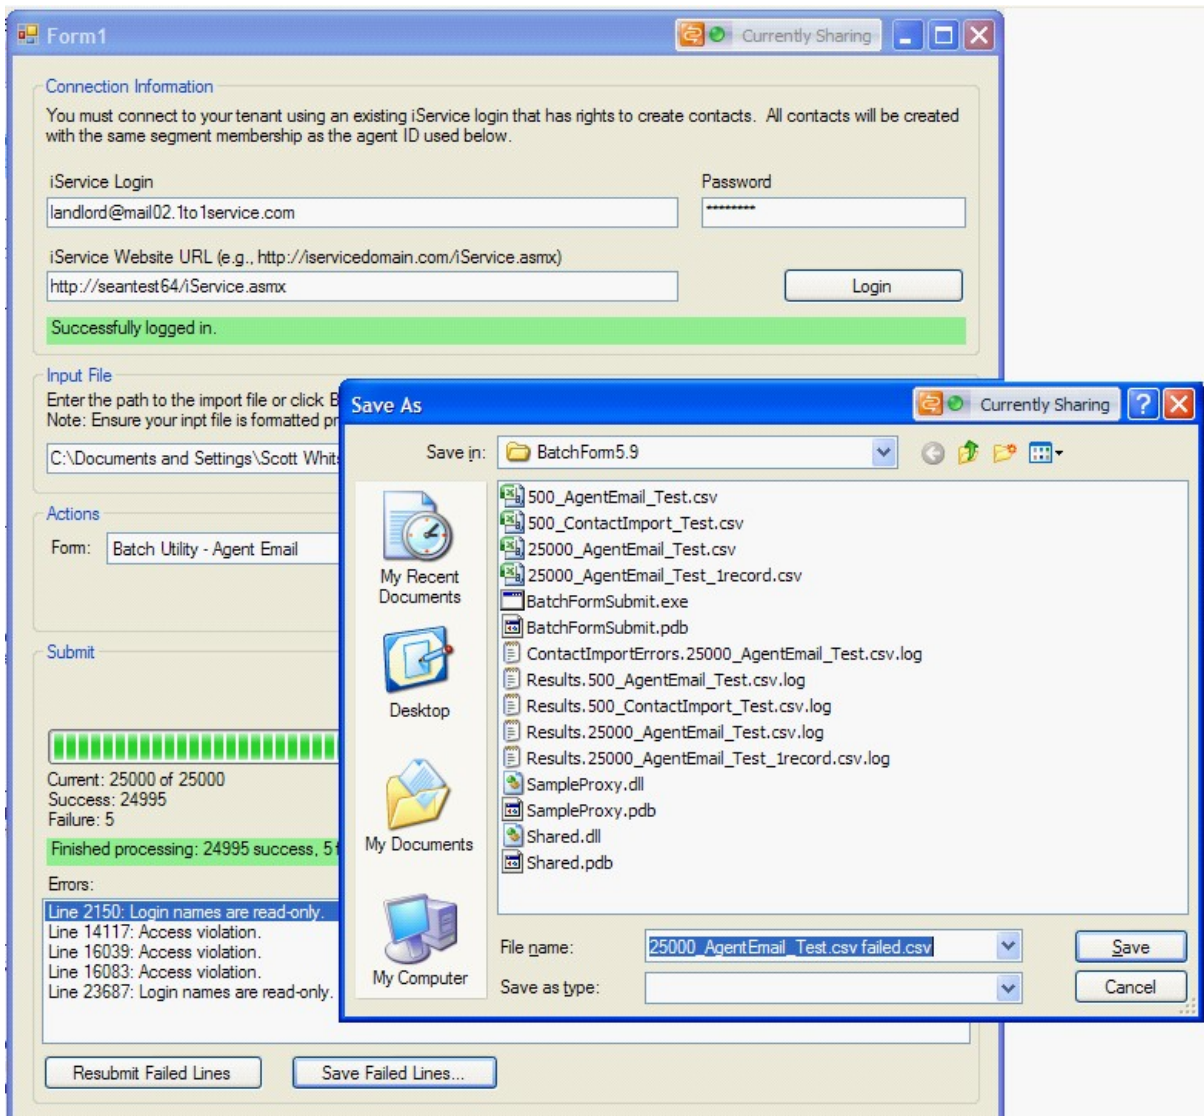 Form1
Currently Sharing
Connection Information
You must connect to your tenant using an existing iService login that has rights to create contacts. All contacts will be created
with the same segment membership as the agent ID used below.
iService Login
Password
landlord@mail02.1to1service.com
********
iService Website URL (e.g., http://iservicedomain.com/iService.asmx)
http://seantest64/iService.asmx
Login
Successfully logged in.
Input File
Enter the path to the import file or click B
Note: Ensure your inpt file is formatted pr
C:\Documents and Settings\Scott Whits
Actions
Form:
Batch Utility - Agent Email
Submit
Current: 25000 of 25000
Success: 24995
Failure: 5
Finished processing: 24995 success, 5 f
Errors:
Line 2150: Login names are read-only.
Line 14117: Access violation.
Line 16039: Access violation.
Line 16083: Access violation.
Line 23687: Login names are read-only.
Resubmit Failed Lines
Save Failed Lines...
Save As
Currently Sharing
Save in:
BatchForm5.9
My Recent
Documents
Desktop
My Documents
My Computer
500_AgentEmail_Test.csv
500_ContactImport_Test.csv
25000_AgentEmail_Test.csv
25000_AgentEmail_Test_1record.csv
BatchFormSubmit.exe
BatchFormSubmit.pdb
ContactImportErrors.25000_AgentEmail_Test.csv.log
Results.500_AgentEmail_Test.csv.log
Results.500_ContactImport_Test.csv.log
Results.25000_AgentEmail_Test.csv.log
Results.25000_AgentEmail_Test_1record.csv.log
SampleProxy.dll
SampleProxy.pdb
Shared.dll
Shared.pdb
File name:
25000_AgentEmail_Test.csv failed.csv
Save
Save as type:
Cancel